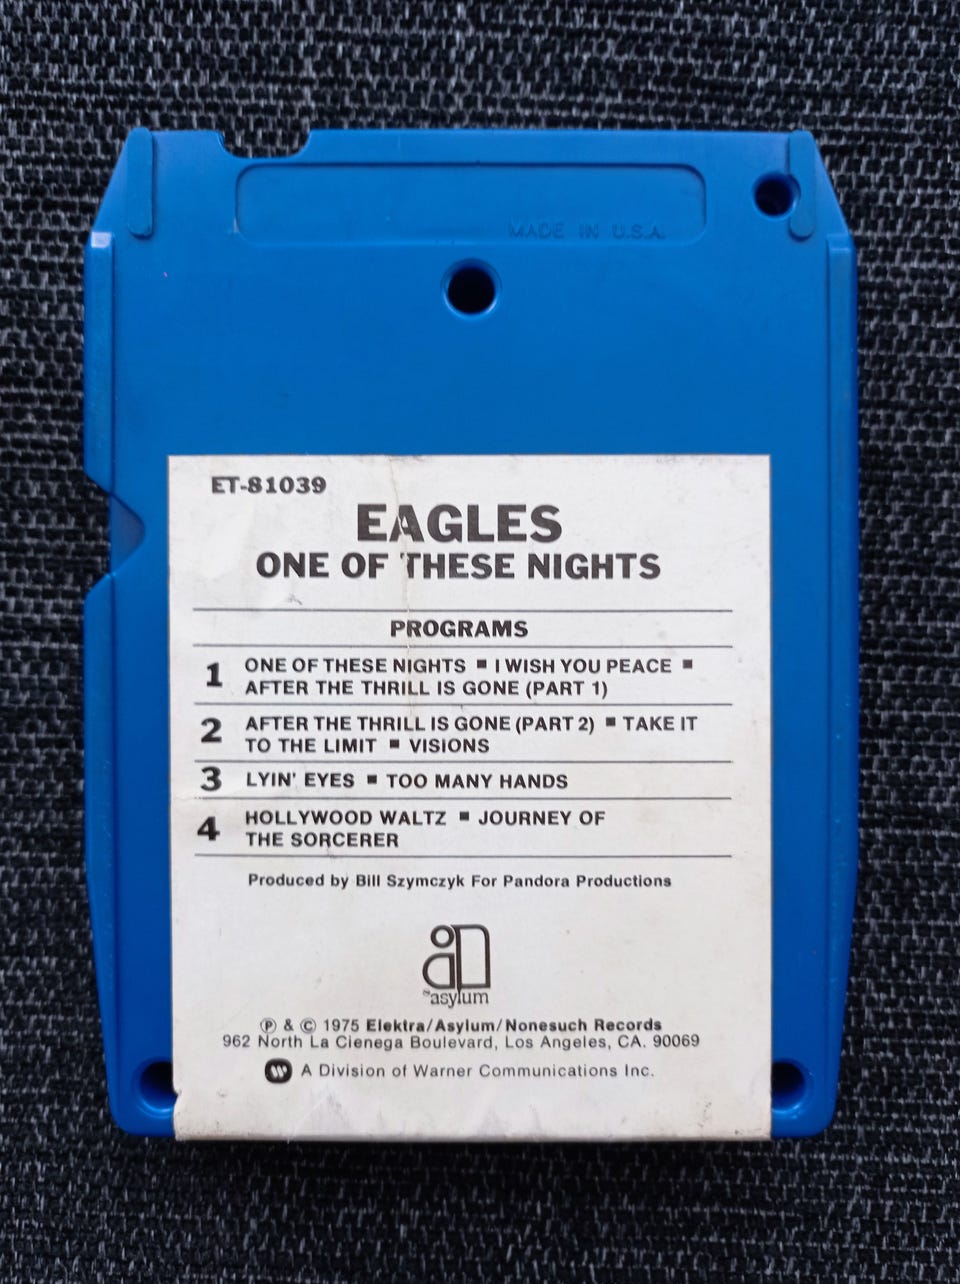 MADE IN U.S.A.
ET-81039
EAGLES
ONE OF THESE NIGHTS
PROGRAMS
1 ONE OF THESE NIGHTS ■ I WISH YOU PEACE ■
AFTER THE THRILL IS GONE (PART 1)
2 AFTER THE THRILL IS GONE (PART 2) ■ TAKE IT
TO THE LIMIT ■ VISIONS
3 LYIN' EYES ■ TOO MANY HANDS
4 HOLLYWOOD WALTZ ■ JOURNEY OF
THE SORCERER
Produced by Bill Szymczyk For Pandora Productions
asylum
℗ & © 1975 Elektra/Asylum/Nonesuch Records
962 North La Cienega Boulevard, Los Angeles, CA. 90069
A Division of Warner Communications Inc.